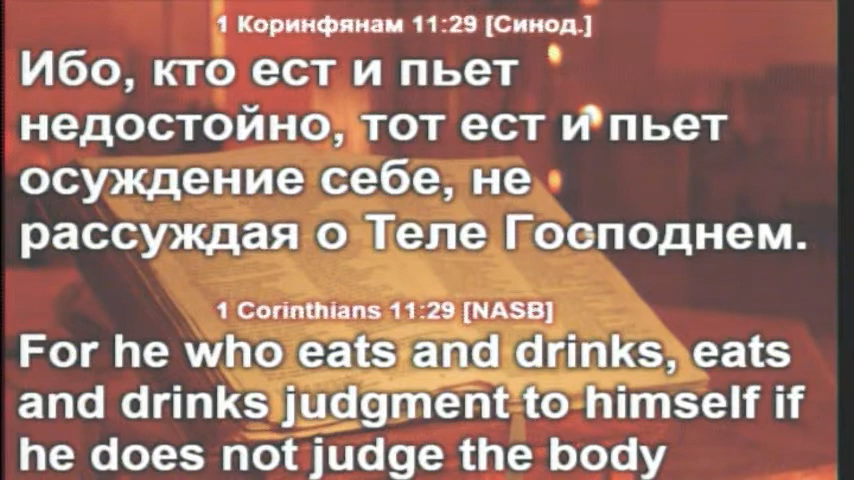 1 Коринфянам 11:29 [Синод.]
Ибо, кто ест и пьет
недостойно, тот ест и пьет
осуждение себе, не
рассуждая о Теле Господнем.
1 Corinthians 11:29 [NASB]
For he who eats and drinks, eats
and drinks judgment to himself if
he does not judge the body